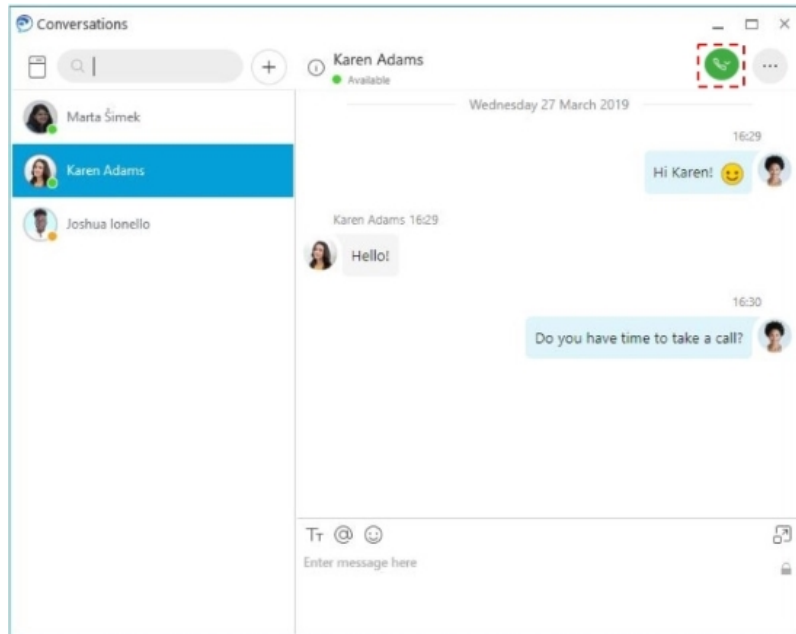 Conversations
Karen Adams
Available
Marta Šimek
Karen Adams
Joshua Ionello
Wednesday 27 March 2019
16:29
Hi Karen!
Karen Adams 16:29
Hello!
16:30
Do you have time to take a call?
Tт @
Enter message here